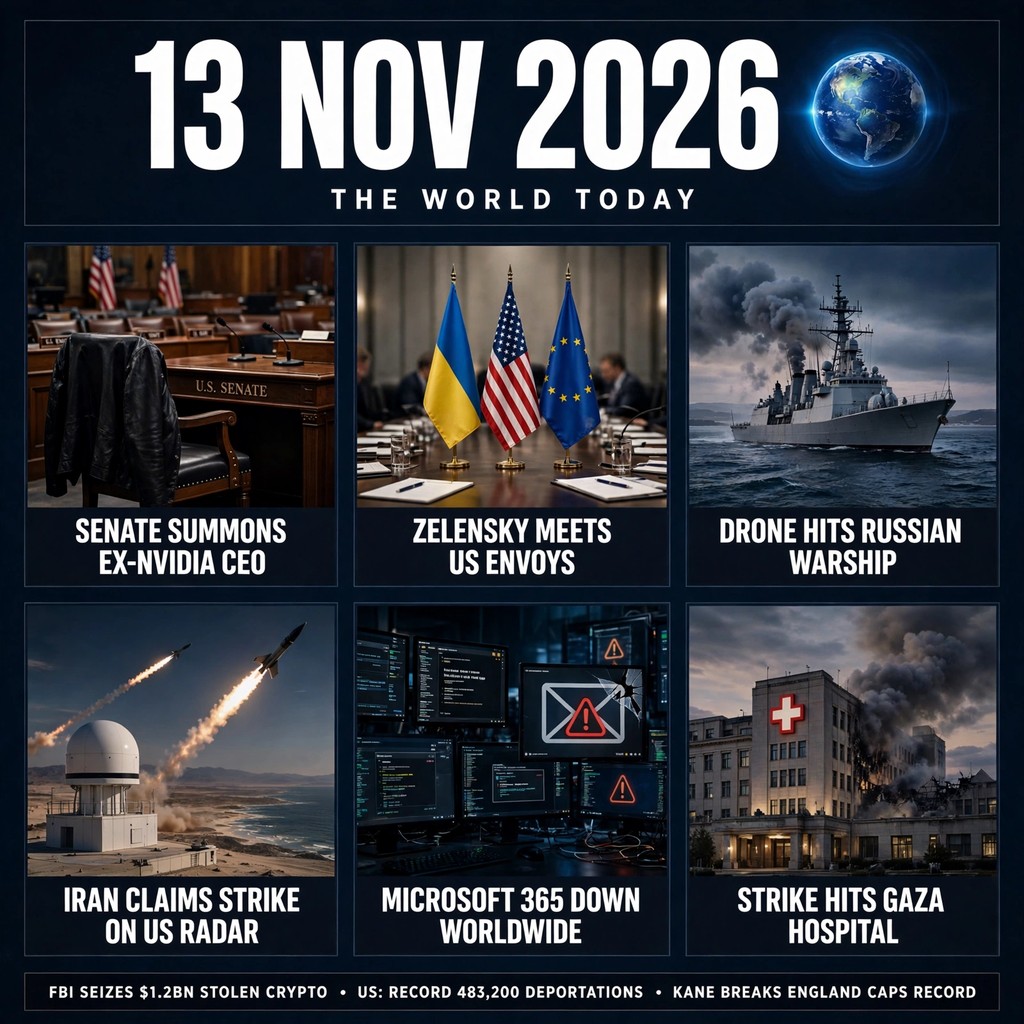 13 NOV 2026
THE WORLD TODAY
U.S. SENATE
SENATE SUMMONS
EX-NVIDIA CEO
ZELENSKY MEETS
US ENVOYS
DRONE HITS RUSSIAN
WARSHIP
IRAN CLAIMS STRIKE
ON US RADAR
MICROSOFT 365 DOWN
WORLDWIDE
STRIKE HITS GAZA
HOSPITAL
FBI SEIZES $1.2BN STOLEN CRYPTO • US: RECORD 483,200 DEPORTATIONS • KANE BREAKS ENGLAND CAPS RECORD